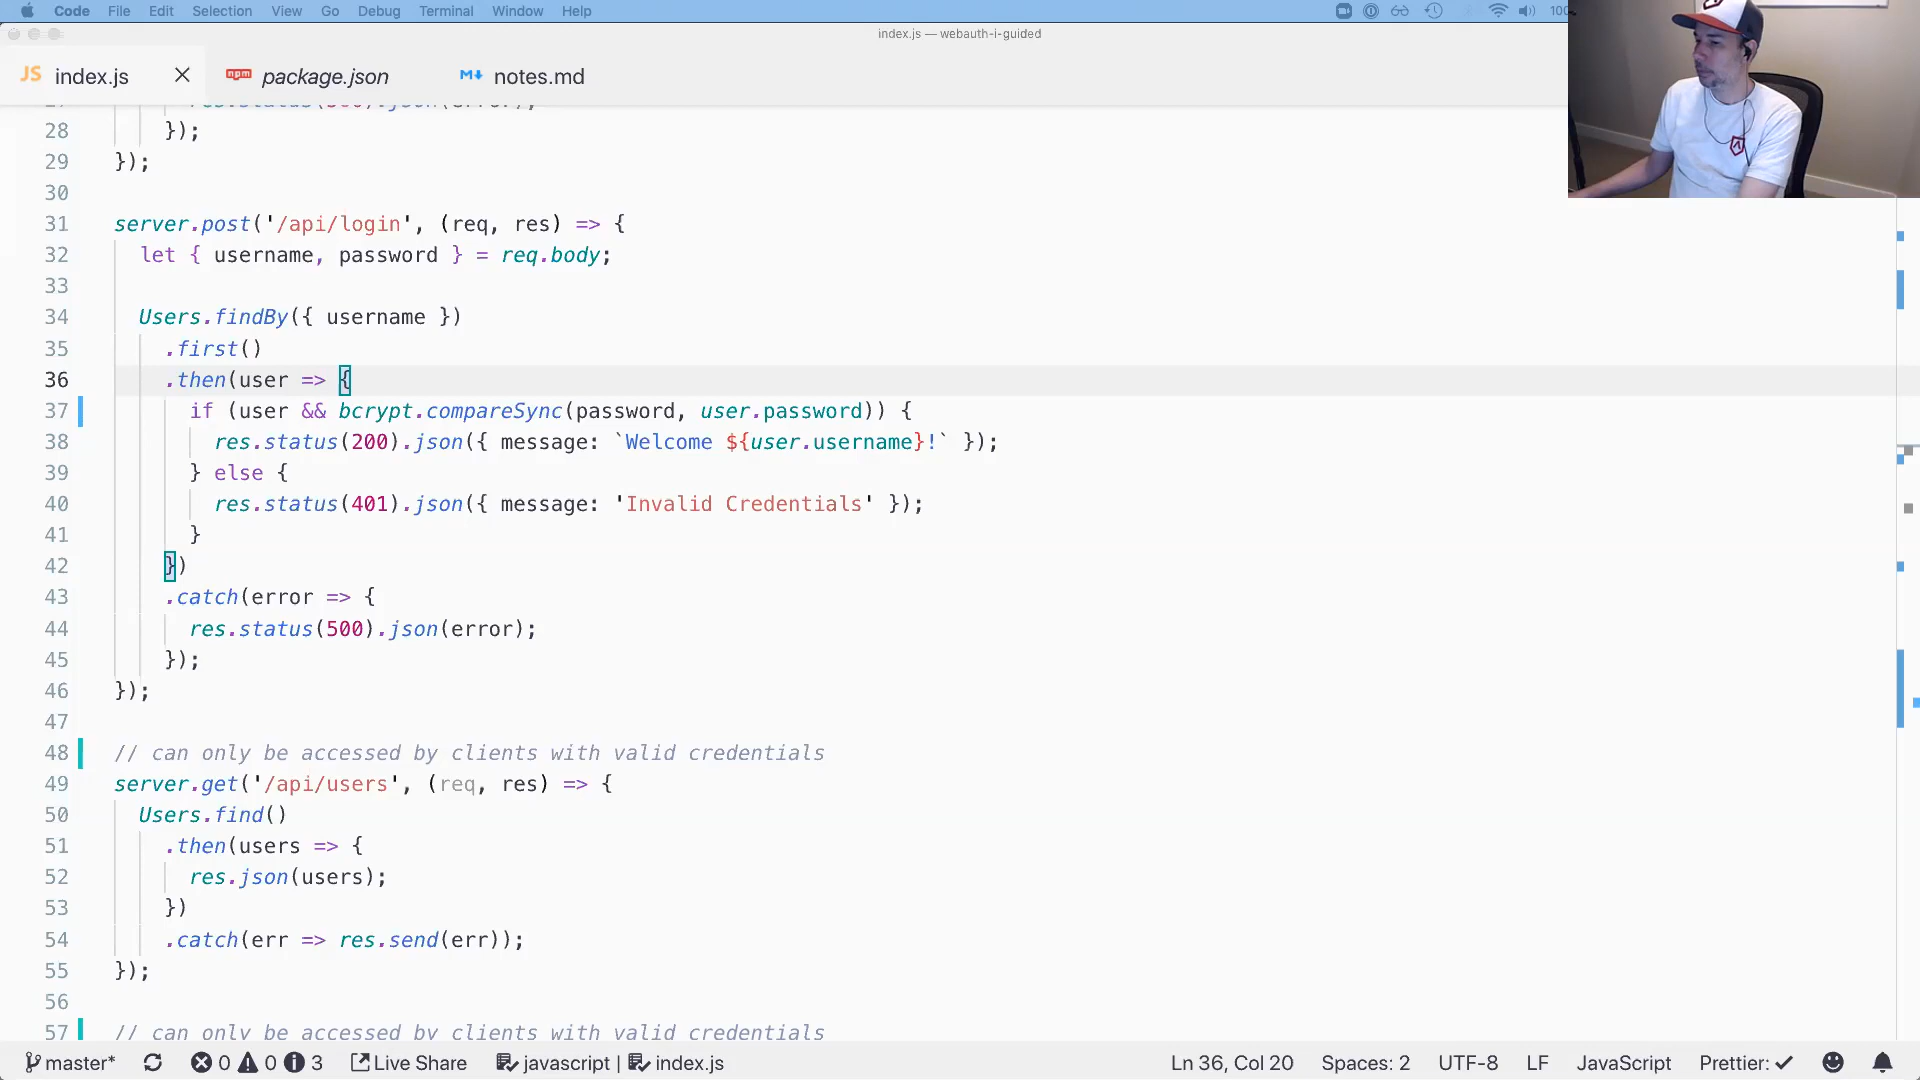 Code File Edit Selection View Go Debug Terminal Window Help
index.js — webauth-i-guided
JS index.js × npm package.json M↓ notes.md
28 });
29 });
30
31 server.post('/api/login', (req, res) => {
32 let { username, password } = req.body;
33
34 Users.findBy({ username })
35 .first()
36 .then(user => {
37 if (user && bcrypt.compareSync(password, user.password)) {
38 res.status(200).json({ message: `Welcome ${user.username}!` });
39 } else {
40 res.status(401).json({ message: 'Invalid Credentials' });
41 }
42 })
43 .catch(error => {
44 res.status(500).json(error);
45 });
46 });
47
48 // can only be accessed by clients with valid credentials
49 server.get('/api/users', (req, res) => {
50 Users.find()
51 .then(users => {
52 res.json(users);
53 })
54 .catch(err => res.send(err));
55 });
56
57 // can only be accessed by clients with valid credentials
master* 0 0 3 Live Share javascript | index.js Ln 36, Col 20 Spaces: 2 UTF-8 LF JavaScript Prettier: ✓